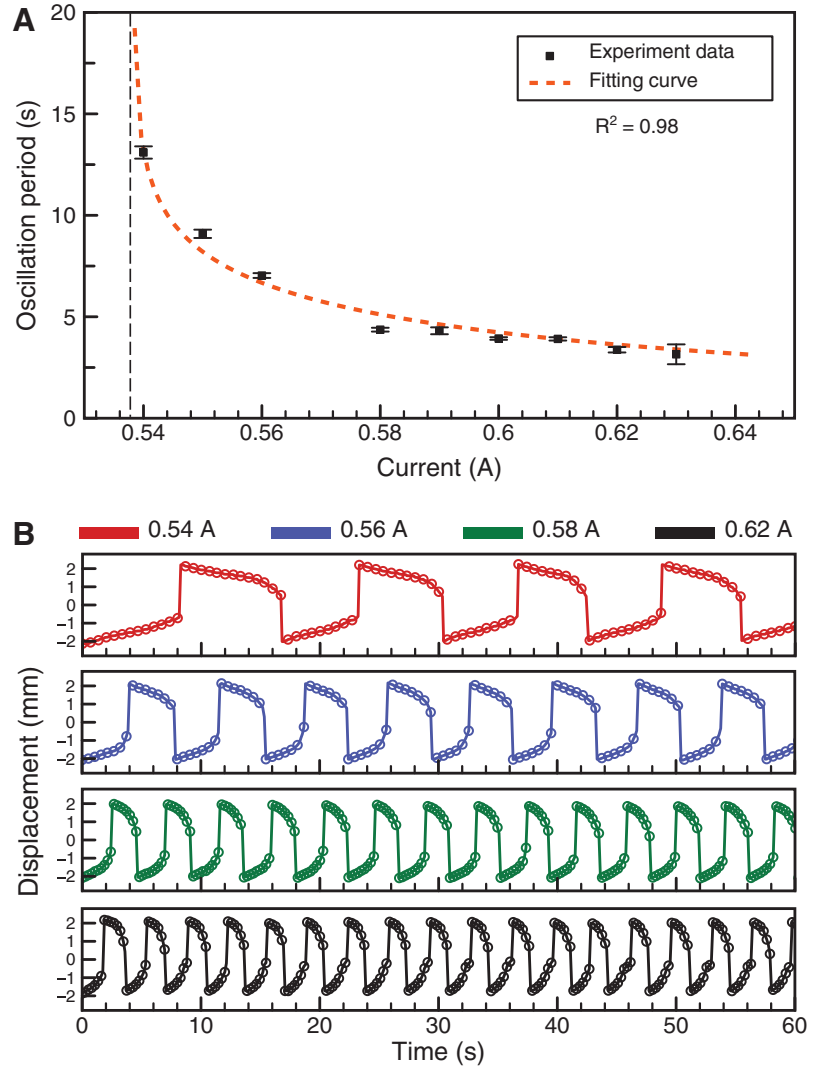 A
20
15
10
5
0
Oscillation period (s)
Experiment data
Fitting curve
R² = 0.98
0.54 0.56 0.58 0.6 0.62 0.64
Current (A)
B
0.54 A 0.56 A 0.58 A 0.62 A
Displacement (mm)
2
1
0
−1
−2
2
1
0
−1
−2
2
1
0
−1
−2
2
1
0
−1
−2
0 10 20 30 40 50 60
Time (s)